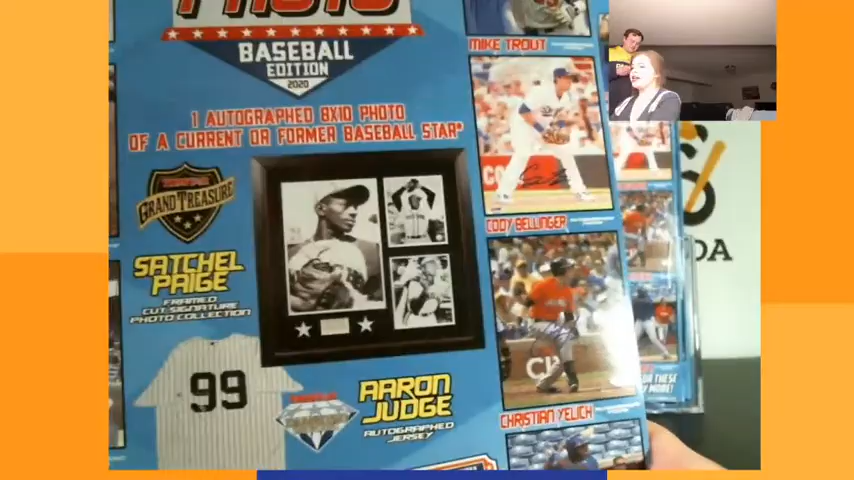 PHOTO
BASEBALL
EDITION
2020
1 AUTOGRAPHED 8X10 PHOTO
OF A CURRENT OR FORMER BASEBALL STAR*
GRAND TREASURE
SATCHEL
PAIGE
FRAMED
CUT SIGNATURE
PHOTO COLLECTION
99
AARON
JUDGE
AUTOGRAPHED
JERSEY
MIKE TROUT
CODY BELLINGER
CHRISTIAN YELICH